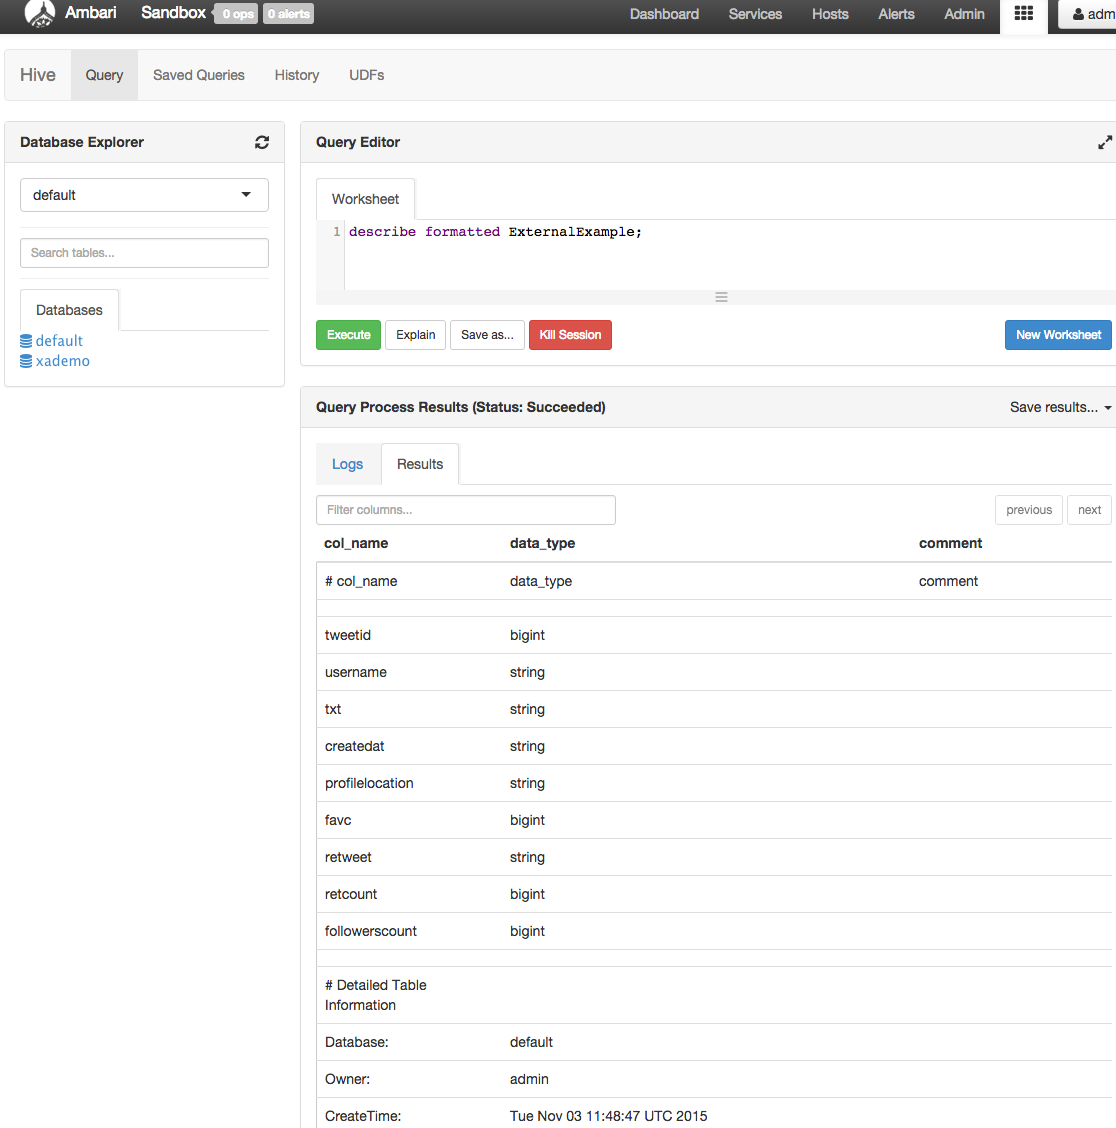 Ambari Sandbox 0 ops 0 alerts Dashboard Services Hosts Alerts Admin adm
Hive Query Saved Queries History UDFs
Database Explorer
default
Search tables...
Databases
default
xademo
Query Editor
Worksheet
1 describe formatted ExternalExample;
Execute Explain Save as... Kill Session New Worksheet
Query Process Results (Status: Succeeded) Save results...
Logs Results
Filter columns... previous next
col_name data_type comment
# col_name data_type comment
tweetid bigint
username string
txt string
createdat string
profilelocation string
favc bigint
retweet string
retcount bigint
followerscount bigint
# Detailed Table
Information
Database: default
Owner: admin
CreateTime: Tue Nov 03 11:48:47 UTC 2015